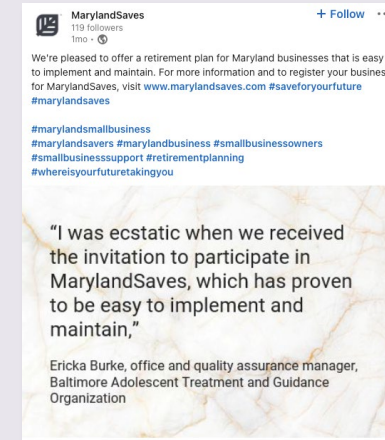 MarylandSaves
+ Follow
119 followers
1mo •
We're pleased to offer a retirement plan for Maryland businesses that is easy
to implement and maintain. For more information and to register your busines
for MarylandSaves, visit www.marylandsaves.com #saveforyourfuture
#marylandsaves
#marylandsmallbusiness
#marylandsavers #marylandbusiness #smallbusinessowners
#smallbusinesssupport #retirementplanning
#whereisyourfuturetakingyou
“I was ecstatic when we received
the invitation to participate in
MarylandSaves, which has proven
to be easy to implement and
maintain,”
Ericka Burke, office and quality assurance manager,
Baltimore Adolescent Treatment and Guidance
Organization